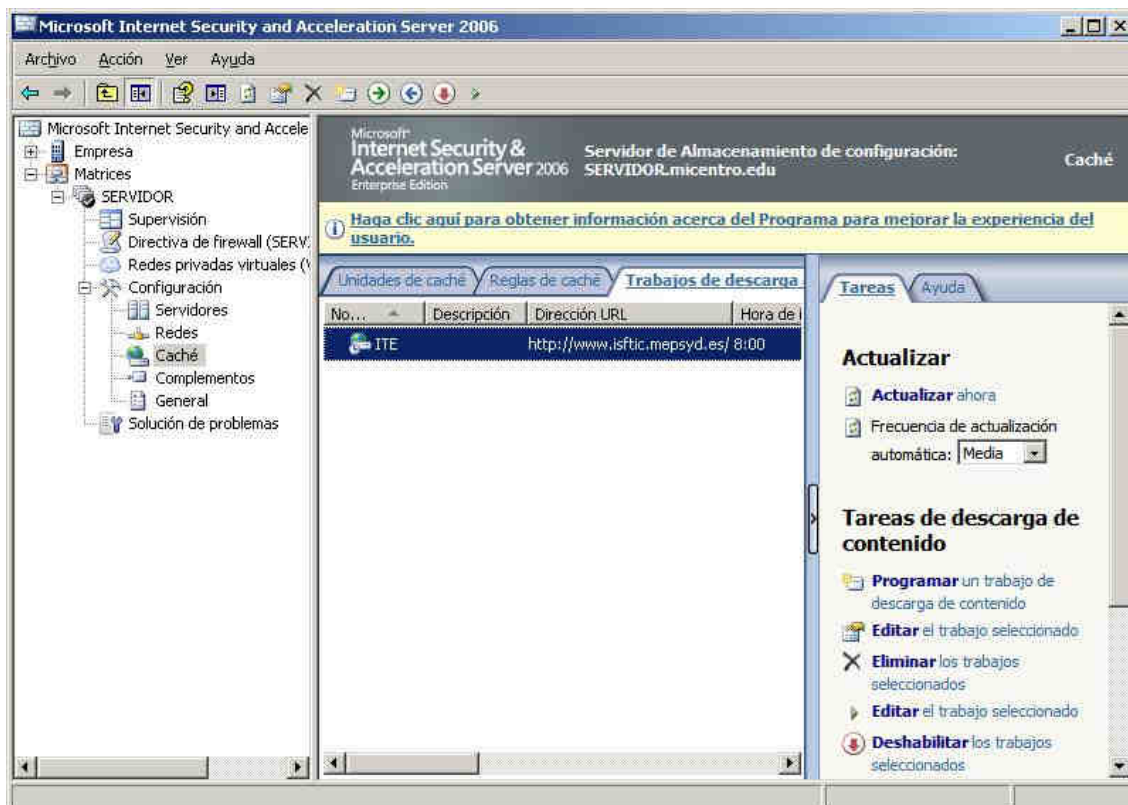 Microsoft Internet Security and Acceleration Server 2006
Archivo Acción Ver Ayuda
Microsoft Internet Security and Accele
Empresa
Matrices
SERVIDOR
Supervisión
Directiva de firewall (SERV
Redes privadas virtuales (
Configuración
Servidores
Redes
Caché
Complementos
General
Solución de problemas
Microsoft
Internet Security &
Acceleration Server 2006
Enterprise Edition
Servidor de Almacenamiento de configuración:
SERVIDOR.micentro.edu
Caché
Haga clic aquí para obtener información acerca del Programa para mejorar la experiencia del
usuario.
Unidades de caché Reglas de caché Trabajos de descarga
No... Descripción Dirección URL Hora de i
ITE http://www.isftic.mepsyd.es/ 8:00
Tareas Ayuda
Actualizar
Actualizar ahora
Frecuencia de actualización
automática: Media
Tareas de descarga de
contenido
Programar un trabajo de
descarga de contenido
Editar el trabajo seleccionado
Eliminar los trabajos
seleccionados
Editar el trabajo seleccionado
Deshabilitar los trabajos
seleccionados